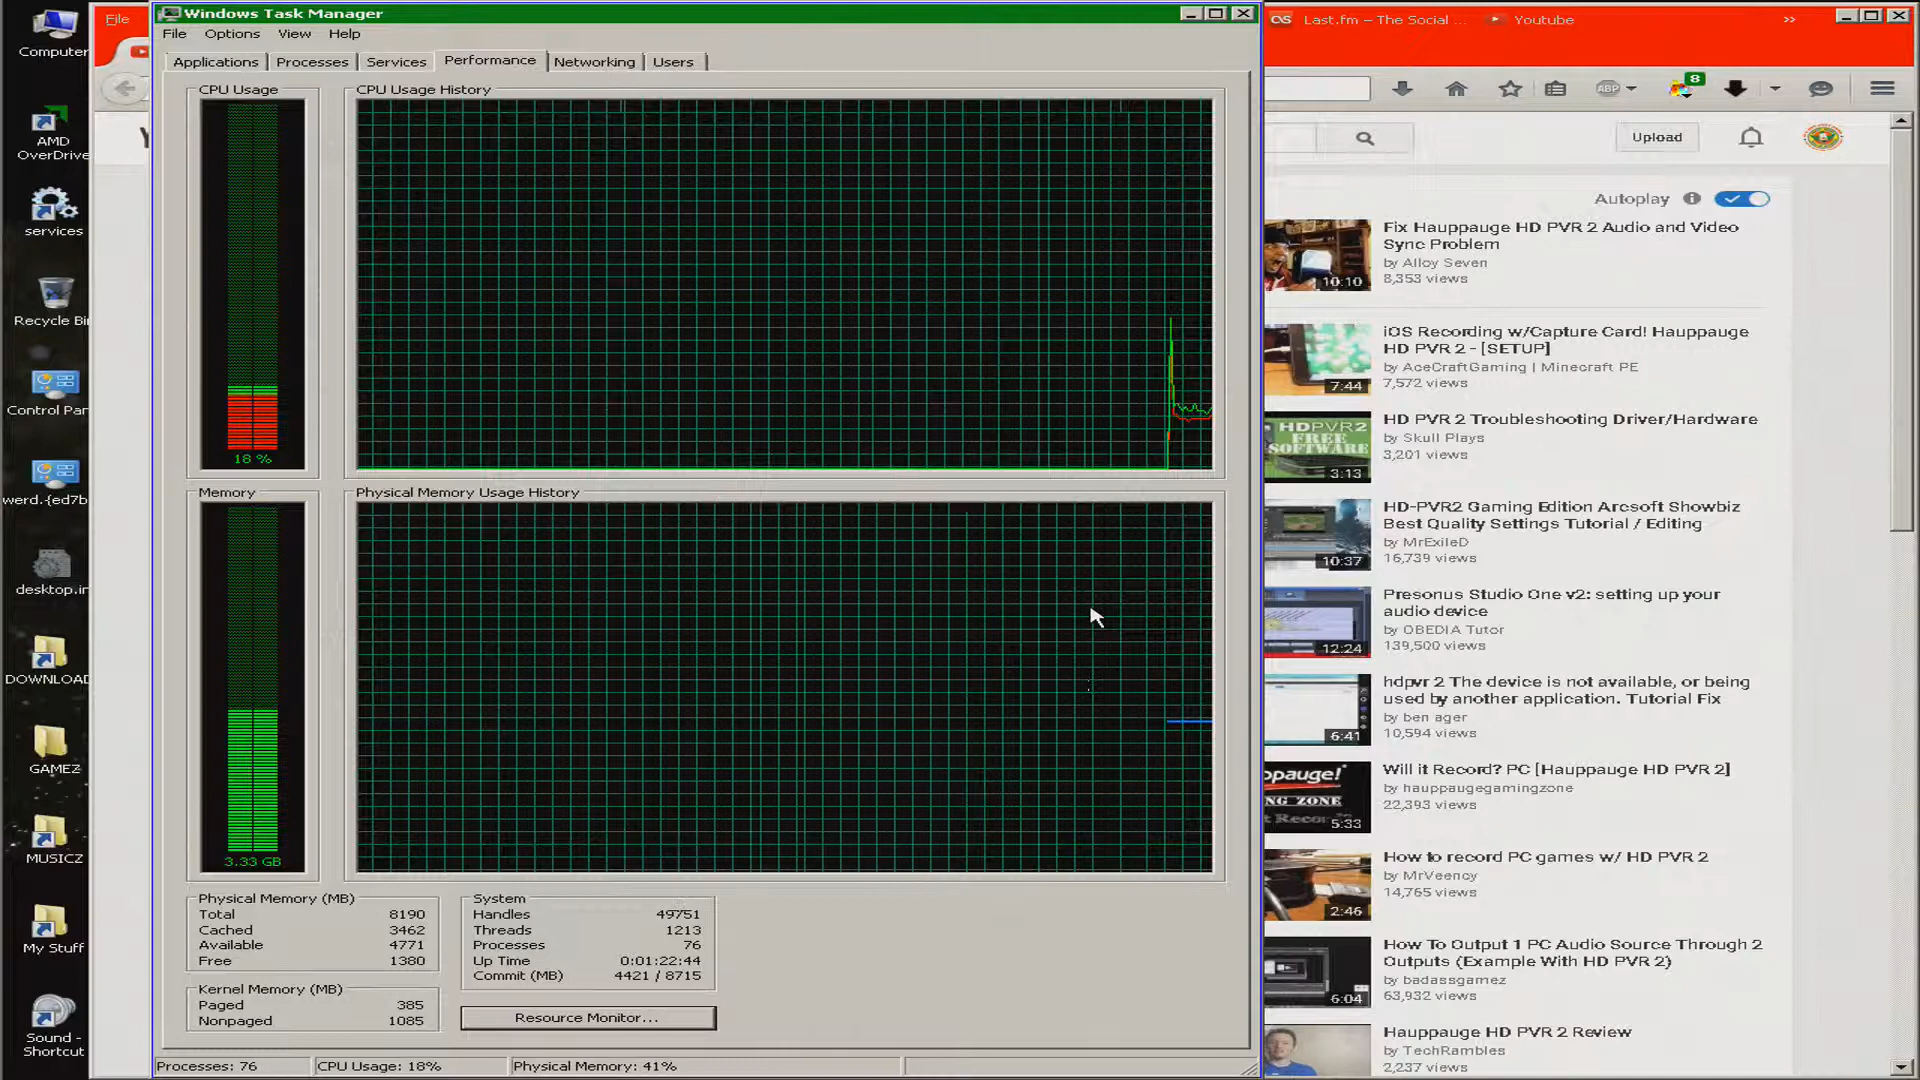 Computer
AMD
OverDrive
services
Recycle Bi
Control Pan
werd.{ed7b
desktop.in
DOWNLOAD
GAMEZ
MUSICZ
My Stuff
Sound -
Shortcut
File
Windows Task Manager
File Options View Help
Applications Processes Services Performance Networking Users
CPU Usage
18 %
CPU Usage History
Memory
3.33 GB
Physical Memory Usage History
Physical Memory (MB)
Total 8190
Cached 3462
Available 4771
Free 1380
Kernel Memory (MB)
Paged 385
Nonpaged 1085
System
Handles 49751
Threads 1213
Processes 76
Up Time 0:01:22:44
Commit (MB) 4421 / 8715
Resource Monitor...
Processes: 76 CPU Usage: 18% Physical Memory: 41%
Last.fm – The Social ... Youtube »
ABP 8
Upload
Autoplay
Fix Hauppauge HD PVR 2 Audio and Video
Sync Problem
by Alloy Seven
8,353 views
10:10
iOS Recording w/Capture Card! Hauppauge
HD PVR 2 - [SETUP]
by AceCraftGaming | Minecraft PE
7,572 views
7:44
HD PVR 2 Troubleshooting Driver/Hardware
by Skull Plays
3,201 views
HDPVR2
FREE
SOFTWARE
3:13
HD-PVR2 Gaming Edition Arcsoft Showbiz
Best Quality Settings Tutorial / Editing
by MrExileD
16,739 views
10:37
Presonus Studio One v2: setting up your
audio device
by OBEDIA Tutor
139,500 views
12:24
hdpvr 2 The device is not available, or being
used by another application. Tutorial Fix
by ben ager
10,594 views
6:41
Will it Record? PC [Hauppauge HD PVR 2]
by hauppaugegamingzone
22,393 views
ppauge!
NG ZONE
t Recor
5:33
How to record PC games w/ HD PVR 2
by MrVeency
14,765 views
2:46
How To Output 1 PC Audio Source Through 2
Outputs (Example With HD PVR 2)
by badassgamez
63,932 views
6:04
Hauppauge HD PVR 2 Review
by TechRambles
2,237 views